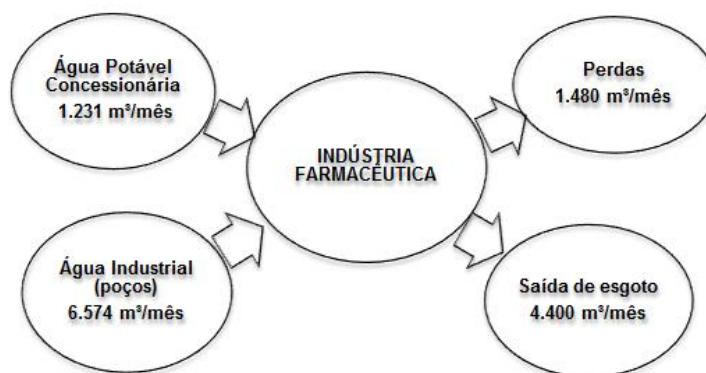 Água Potável
Concessionária
1.231 m³/mês
Perdas
1.480 m³/mês
INDÚSTRIA
FARMACÊUTICA
Água Industrial
(poços)
6.574 m³/mês
Saída de esgoto
4.400 m³/mês